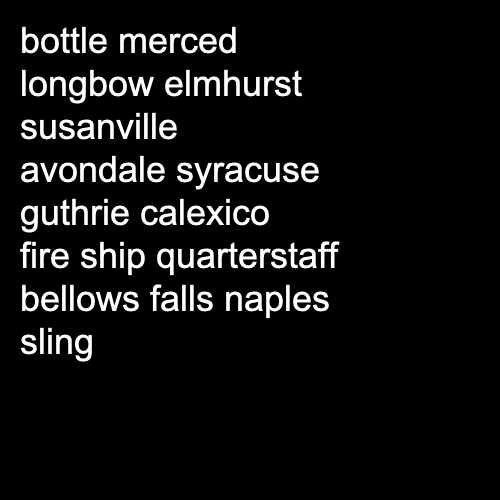 bottle merced
longbow elmhurst
susanville
avondale syracuse
guthrie calexico
fire ship quarterstaff
bellows falls naples
sling